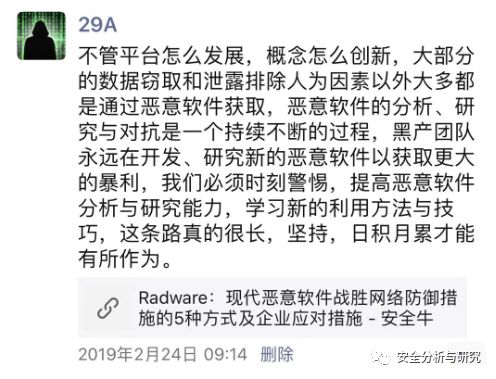 29A
不管平台怎么发展，概念怎么创新，大部分
的数据窃取和泄露排除人为因素以外大多都
是通过恶意软件获取，恶意软件的分析、研
究与对抗是一个持续不断的过程，黑产团队
永远在开发、研究新的恶意软件以获取更大
的暴利，我们必须时刻警惕，提高恶意软件
分析与研究能力，学习新的利用方法与技
巧，这条路真的很长，坚持，日积月累才能
有所作为。
Radware：现代恶意软件战胜网络防御措
施的5种方式及企业应对措施 - 安全牛
2019年2月24日 09:14 删除
安全分析与研究